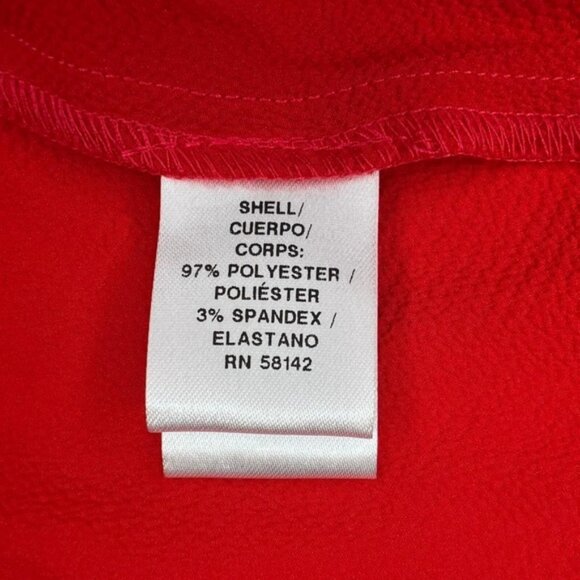 SHELL/
CUERPO/
CORPS:
97% POLYESTER /
POLIÉSTER
3% SPANDEX /
ELASTANO
RN 58142